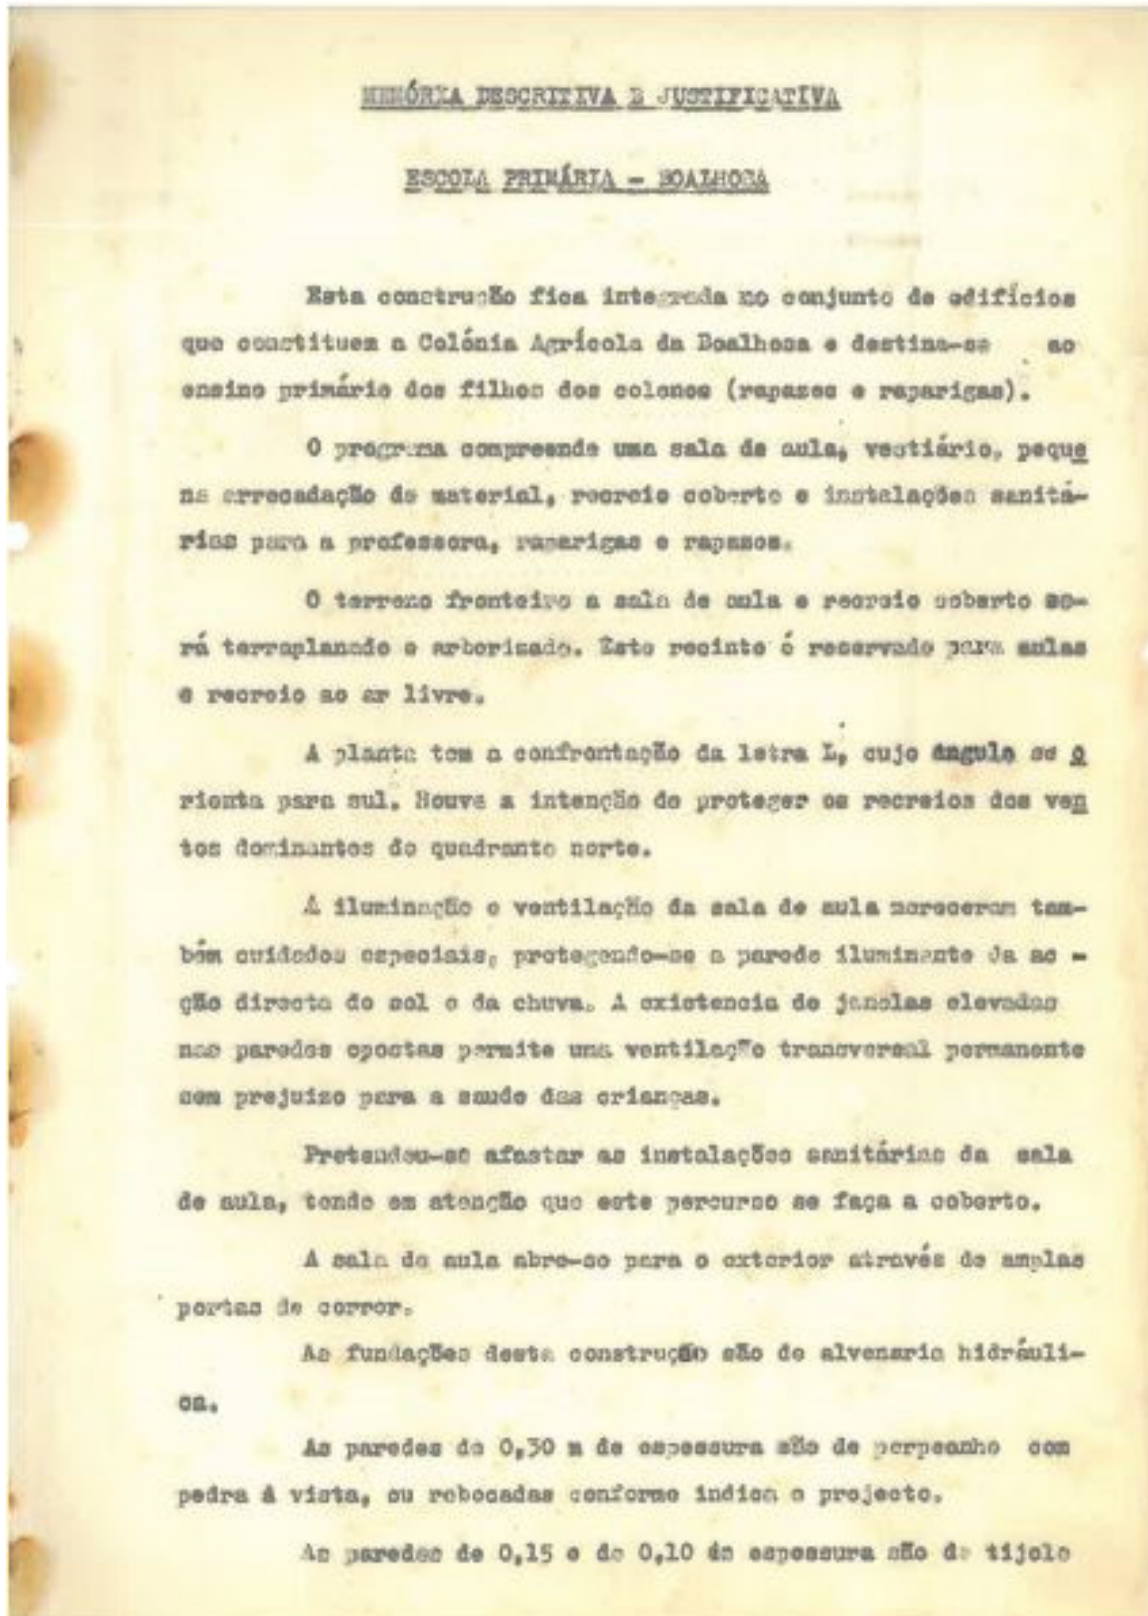 MEMÓRIA DESCRITIVA E JUSTIFICATIVA
ESCOLA PRIMÁRIA - BOALHOSA
Esta construção fica integrada no conjunto de edifícios
que constituem a Colónia Agrícola da Boalhosa e destina-se ao
ensino primário dos filhos dos colonos (rapazes e raparigas).
O programa compreende uma sala de aula, vestiário, peque
na arrecadação de material, recreio coberto e instalações sanitá-
rias para a professora, raparigas e rapazes.
O terreno fronteiro a sala de aula e recreio coberto se-
rá terraplanado e arborizado. Este recinto é reservado para aulas
e recreio ao ar livre.
A planta tem a confrontação da letra L, cujo ângulo se o
rienta para sul. Houve a intenção de proteger os recreios dos ven
tos dominantes do quadrante norte.
A iluminação e ventilação da sala de aula mereceram tam-
bém cuidados especiais, protegendo-se a parede iluminante da ac -
ção directa do sol e da chuva. A existencia de janelas elevadas
nas paredes opostas permite uma ventilação transversal permanente
sem prejuizo para a saude das crianças.
Pretendeu-se afastar as instalações sanitárias da sala
de aula, tendo em atenção que este percurso se faça a coberto.
A sala de aula abre-se para o exterior através de amplas
portas de correr.
As fundações desta construção são de alvenaria hidráuli-
ca.
As paredes de 0,30 m de espessura são de perpeanho com
pedra á vista, ou rebocadas conforme indica o projecto.
As paredes de 0,15 e de 0,10 de espessura são de tijolo